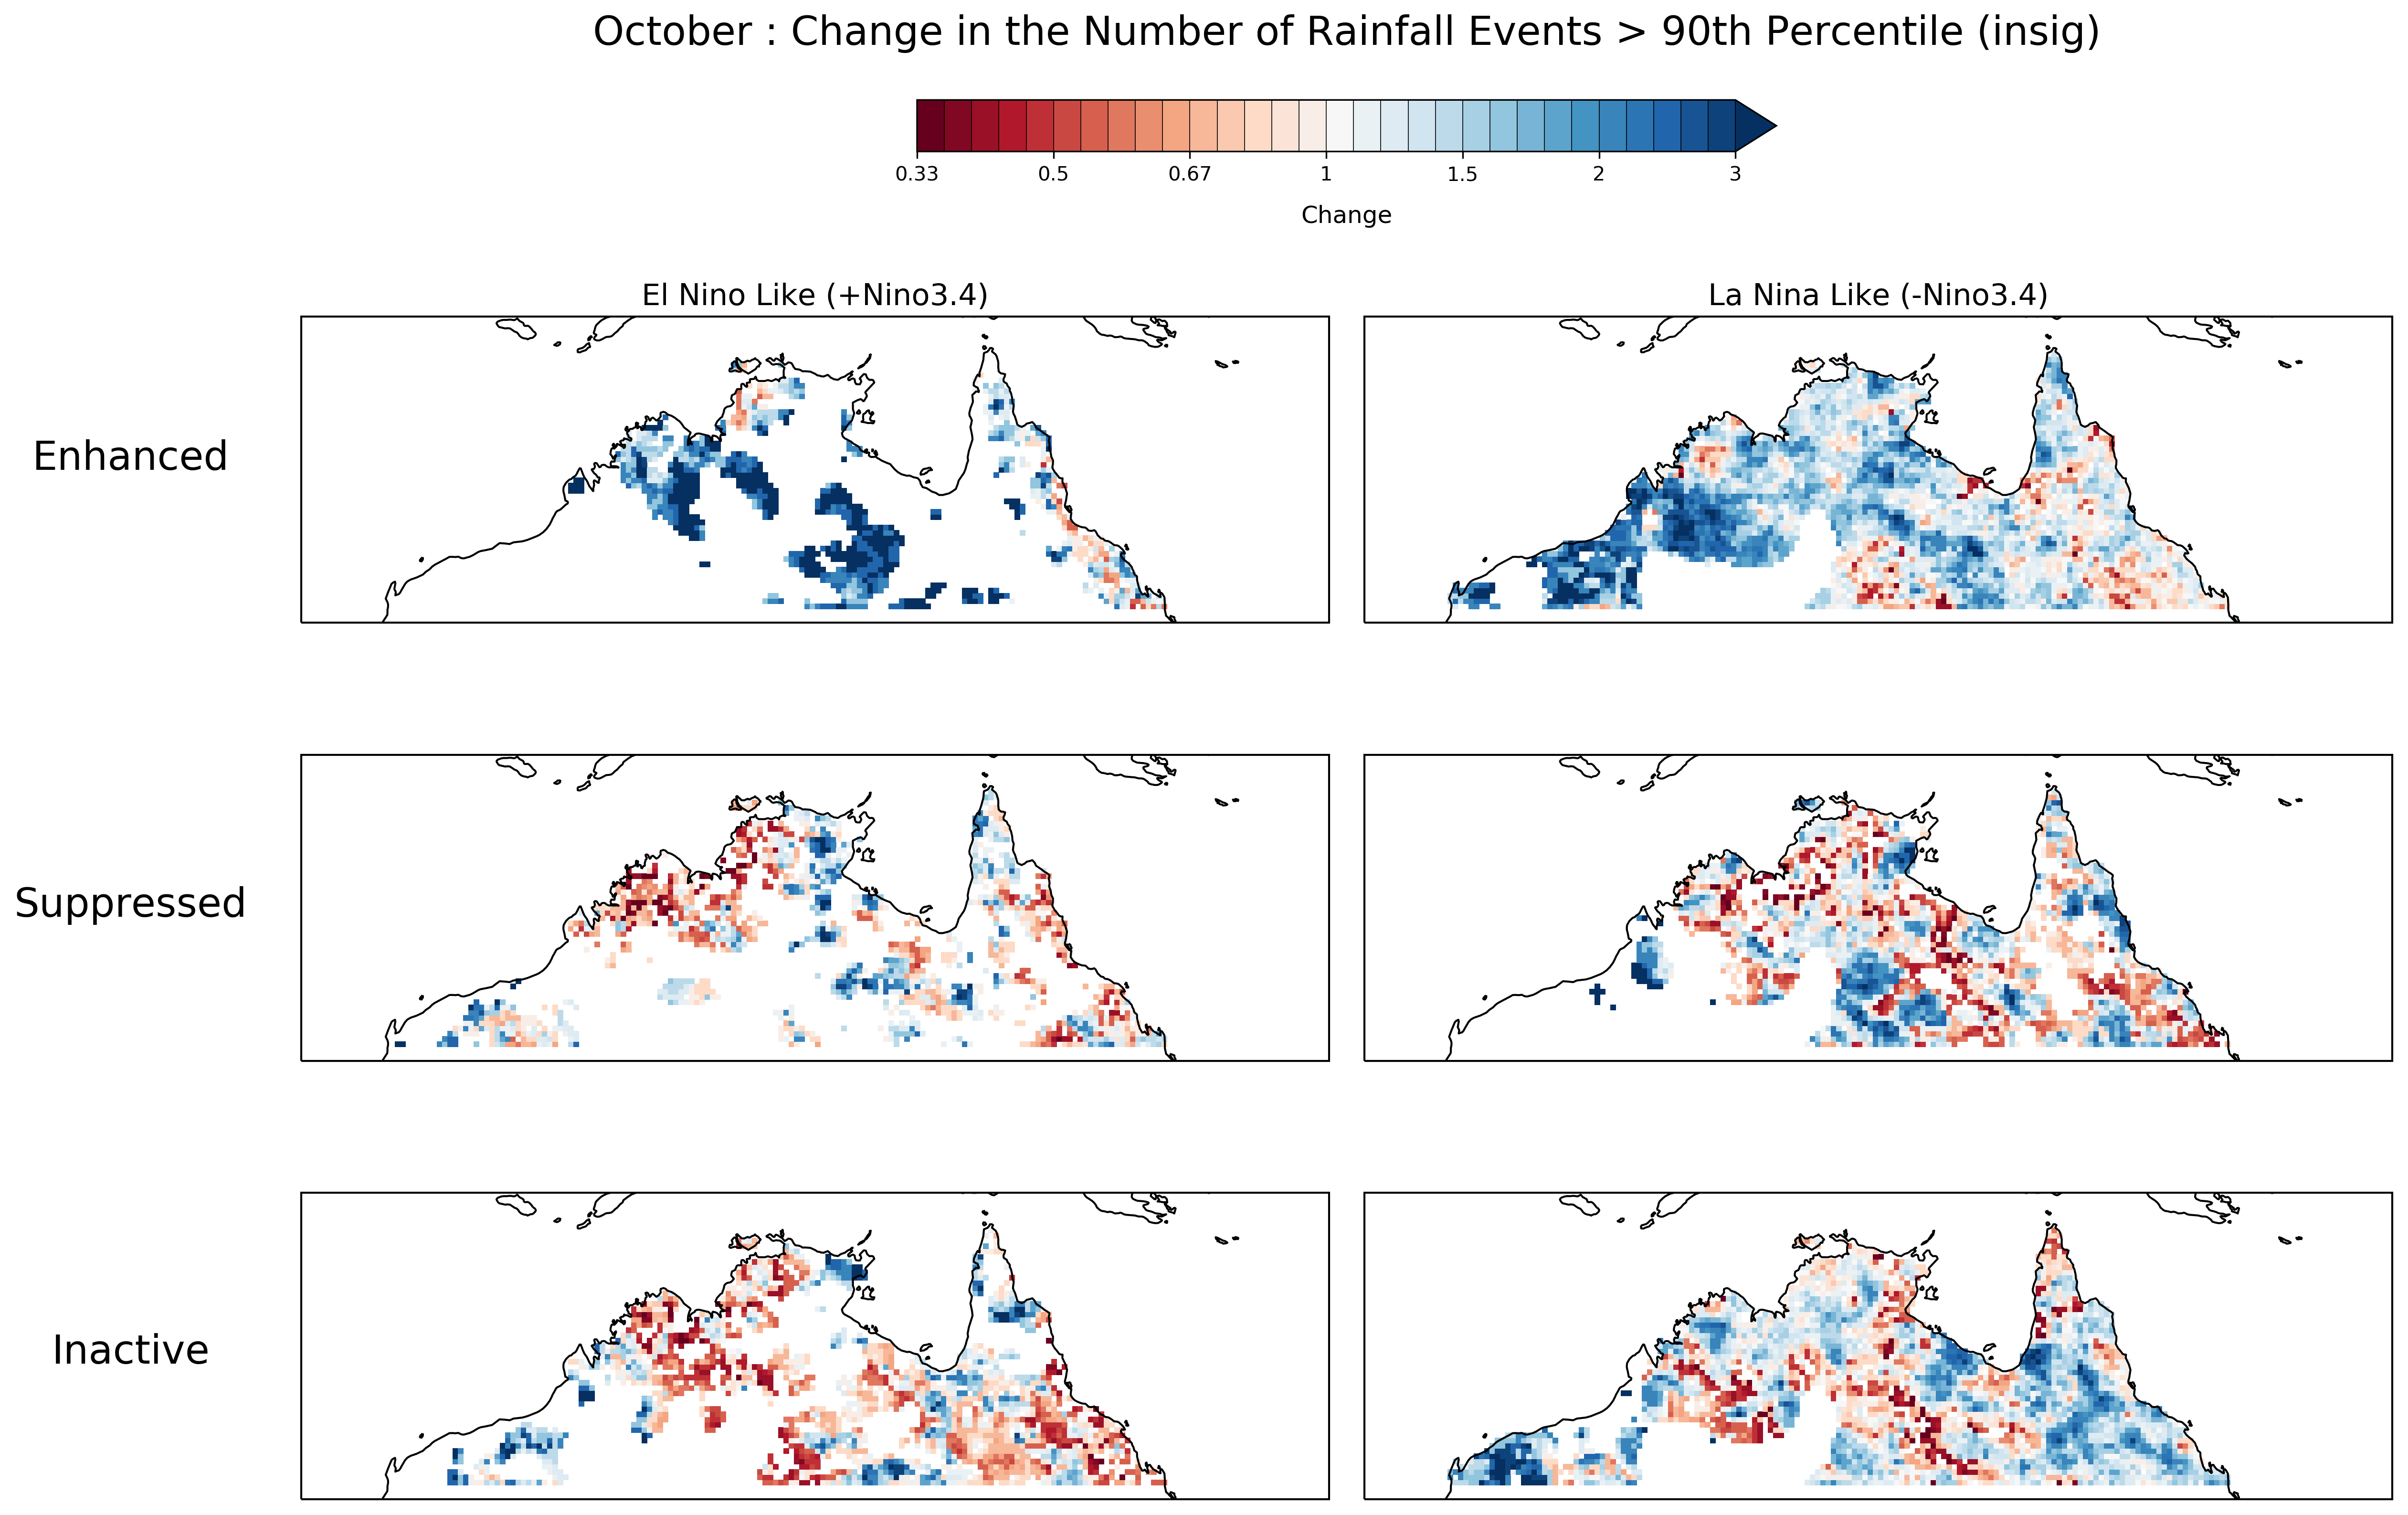 October : Change in the Number of Rainfall Events > 90th Percentile (insig)
0.33 0.5 0.67 1 1.5 2 3
Change
El Nino Like (+Nino3.4)
La Nina Like (-Nino3.4)
Enhanced
Suppressed
Inactive